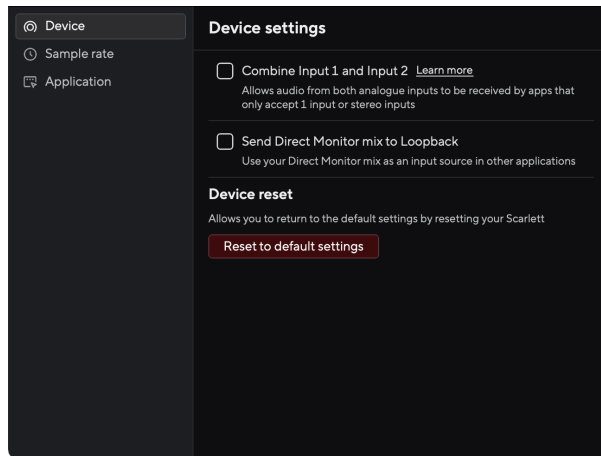 Device
Sample rate
Application
Device settings
Combine Input 1 and Input 2 Learn more
Allows audio from both analogue inputs to be received by apps that
only accept 1 input or stereo inputs
Send Direct Monitor mix to Loopback
Use your Direct Monitor mix as an input source in other applications
Device reset
Allows you to return to the default settings by resetting your Scarlett
Reset to default settings